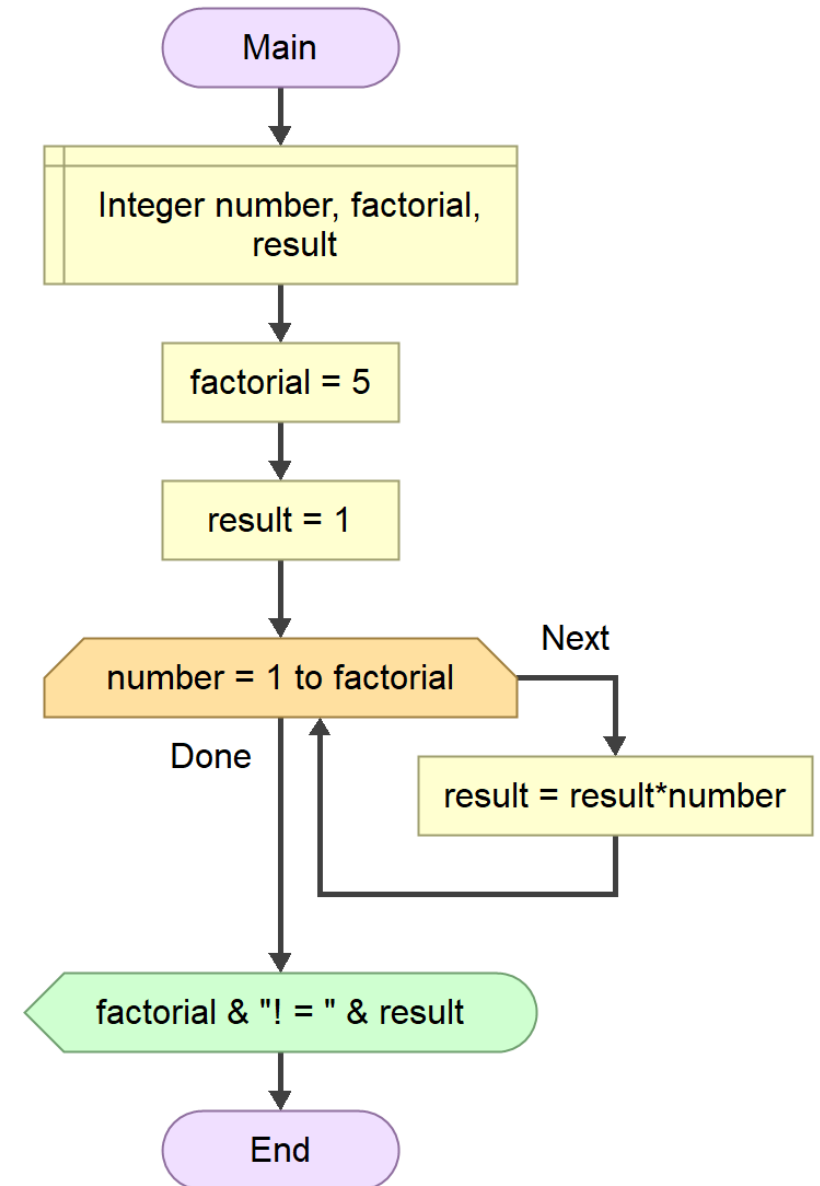 Main
Integer number, factorial,
result
factorial = 5
result = 1
number = 1 to factorial
Next
Done
result = result*number
factorial & "! = " & result
End